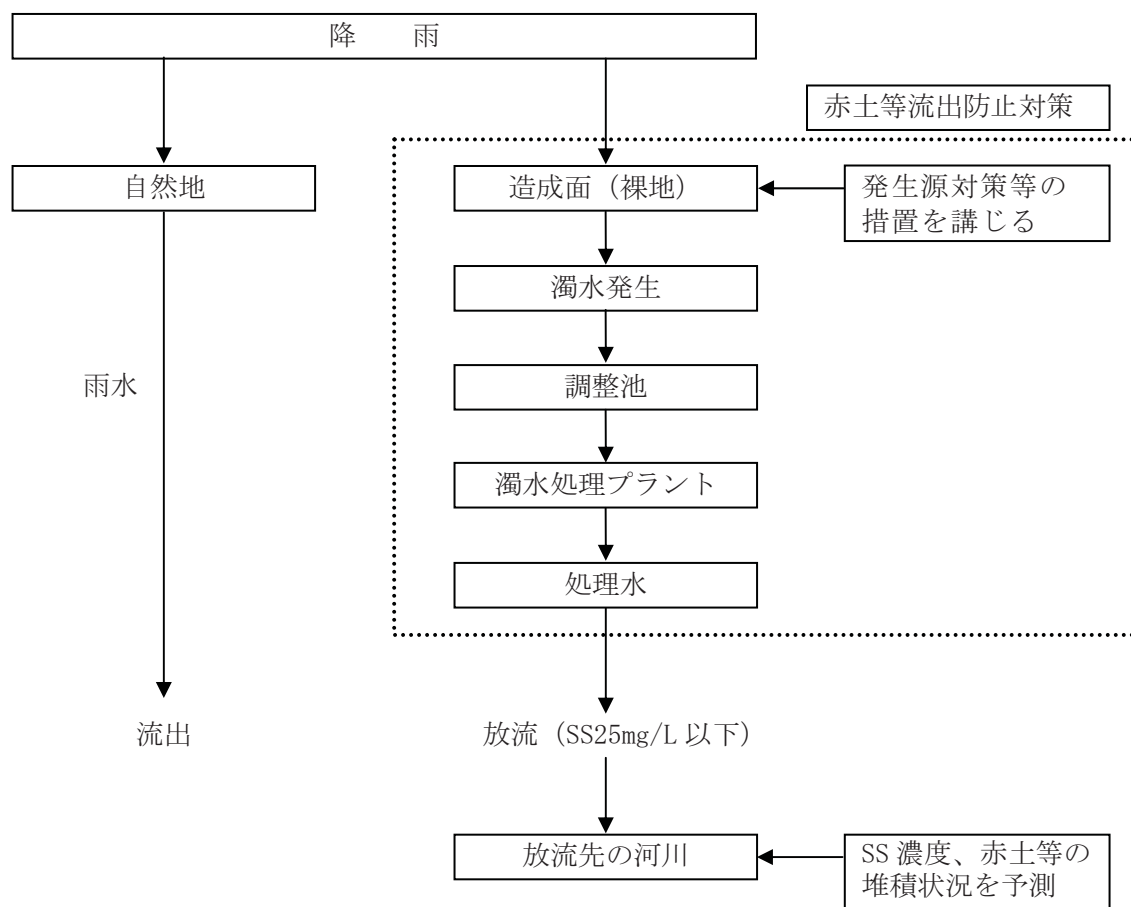 降　　雨
赤土等流出防止対策
自然地
造成面（裸地）
発生源対策等の
措置を講じる
濁水発生
雨水
調整池
濁水処理プラント
処理水
流出
放流（SS25mg/L 以下）
放流先の河川
SS 濃度、赤土等の
堆積状況を予測